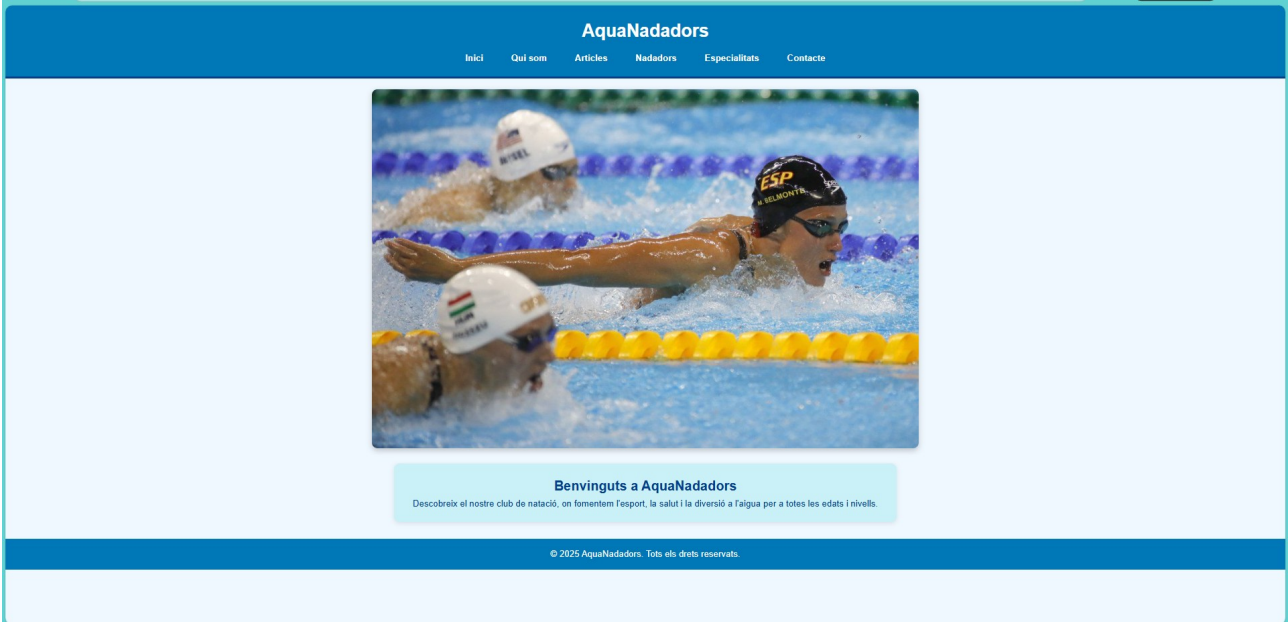 AquaNadadors
Inici Qui som Articles Nadadors Especialitats Contacte
ESP
M. BELMONTE
Benvinguts a AquaNadadors
Descobreix el nostre club de natació, on fomentem l'esport, la salut i la diversió a l'aigua per a totes les edats i nivells.
© 2025 AquaNadadors. Tots els drets reservats.